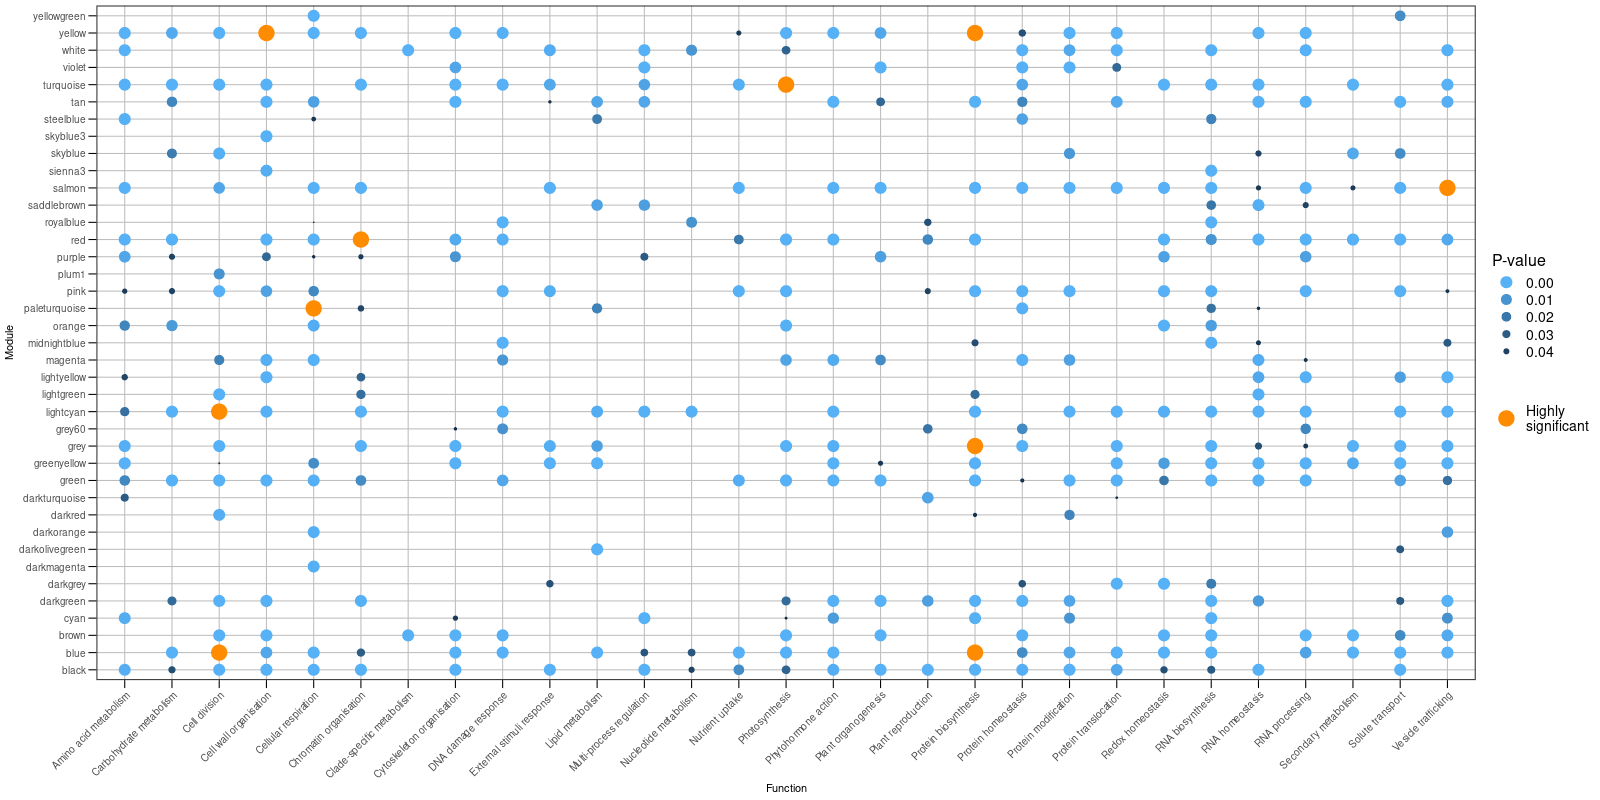 yellowgreen
yellow
white
violet
turquoise
tan
steelblue
skyblue3
skyblue
sienna3
salmon
saddlebrown
royalblue
red
purple
plum1
pink
paleturquoise
orange
midnightblue
magenta
lightyellow
lightgreen
lightcyan
grey60
grey
greenyellow
green
darkturquoise
darkred
darkorange
darkolivegreen
darkmagenta
darkgrey
darkgreen
cyan
brown
blue
black
Module
Amino acid metabolism
Carbohydrate metabolism
Cell division
Cell wall organisation
Cellular respiration
Chromatin organisation
Clade-specific metabolism
Cytoskeleton organisation
DNA damage response
External stimuli response
Lipid metabolism
Multi-process regulation
Nucleotide metabolism
Nutrient uptake
Photosynthesis
Phytohormone action
Plant organogenesis
Plant reproduction
Protein biosynthesis
Protein homeostasis
Protein modification
Protein translocation
Redox homeostasis
RNA biosynthesis
RNA homeostasis
RNA processing
Secondary metabolism
Solute transport
Vesicle trafficking
Function
P-value
0.00
0.01
0.02
0.03
0.04
Highly
significant